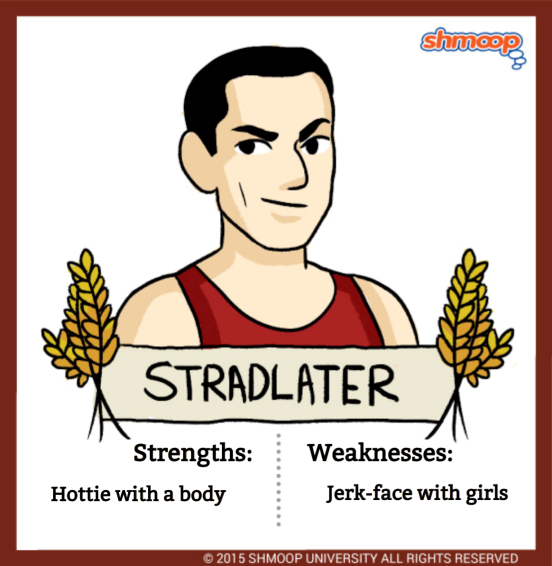 shmoop
STRADLATER
Strengths:
Weaknesses:
Hottie with a body
Jerk-face with girls
© 2015 SHMOOP UNIVERSITY ALL RIGHTS RESERVED